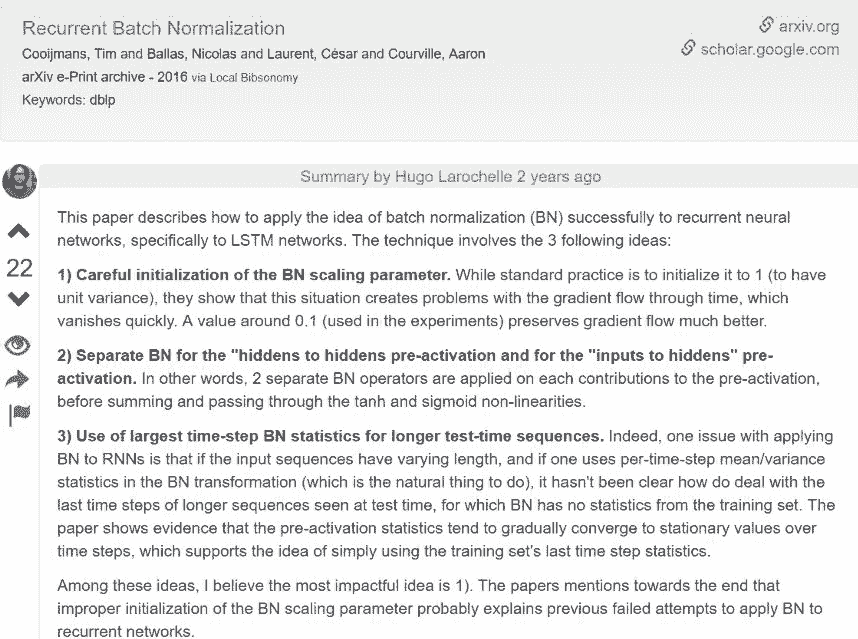 Recurrent Batch Normalization
arxiv.org
Cooijmans, Tim and Ballas, Nicolas and Laurent, César and Courville, Aaron
scholar.google.com
arXiv e-Print archive - 2016 via Local Bibsonomy
Keywords: dblp
Summary by Hugo Larochelle 2 years ago
This paper describes how to apply the idea of batch normalization (BN) successfully to recurrent neural
networks, specifically to LSTM networks. The technique involves the 3 following ideas:
22
1) Careful initialization of the BN scaling parameter. While standard practice is to initialize it to 1 (to have
unit variance), they show that this situation creates problems with the gradient flow through time, which
vanishes quickly. A value around 0.1 (used in the experiments) preserves gradient flow much better.
2) Separate BN for the "hiddens to hiddens pre-activation and for the "inputs to hiddens" pre-
activation. In other words, 2 separate BN operators are applied on each contributions to the pre-activation,
before summing and passing through the tanh and sigmoid non-linearities.
3) Use of largest time-step BN statistics for longer test-time sequences. Indeed, one issue with applying
BN to RNNs is that if the input sequences have varying length, and if one uses per-time-step mean/variance
statistics in the BN transformation (which is the natural thing to do), it hasn't been clear how do deal with the
last time steps of longer sequences seen at test time, for which BN has no statistics from the training set. The
paper shows evidence that the pre-activation statistics tend to gradually converge to stationary values over
time steps, which supports the idea of simply using the training set's last time step statistics.
Among these ideas, I believe the most impactful idea is 1). The papers mentions towards the end that
improper initialization of the BN scaling parameter probably explains previous failed attempts to apply BN to
recurrent networks.